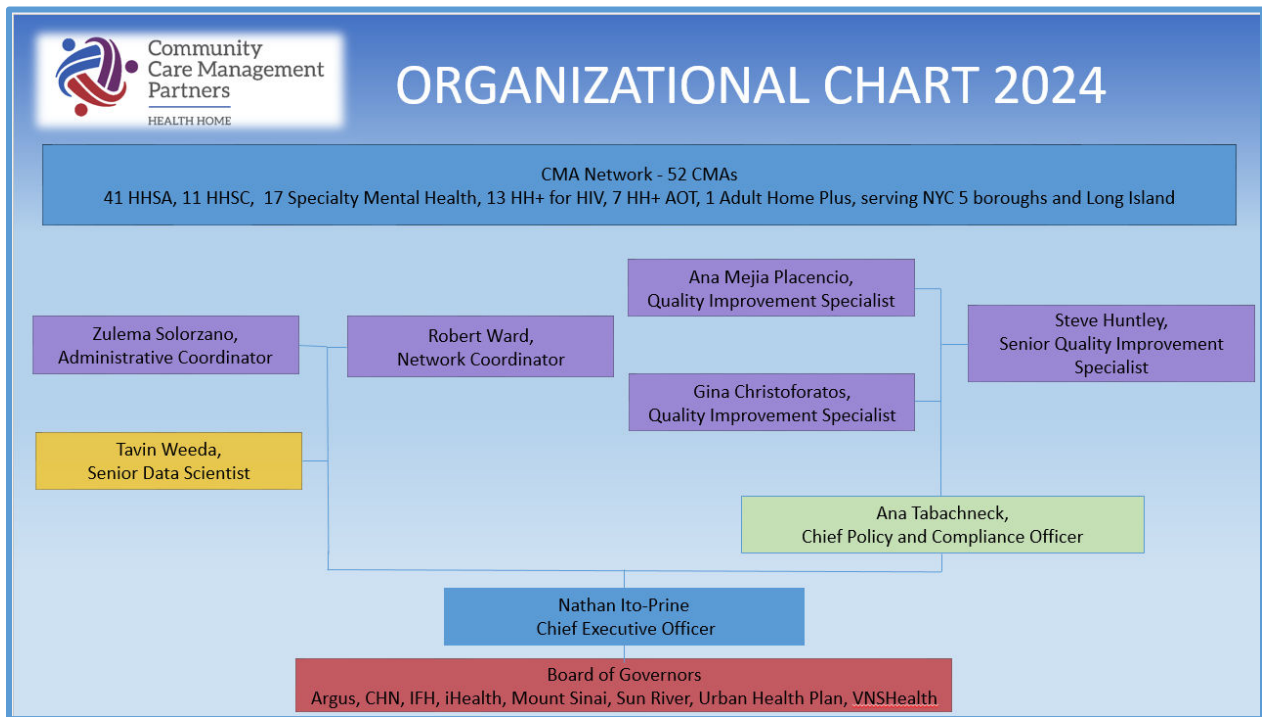 Community
Care Management
Partners
HEALTH HOME
ORGANIZATIONAL CHART 2024
CMA Network - 52 CMAs
41 HHSA, 11 HHSC, 17 Specialty Mental Health, 13 HH+ for HIV, 7 HH+ AOT, 1 Adult Home Plus, serving NYC 5 boroughs and Long Island
Ana Mejia Placencio,
Quality Improvement Specialist
Zulema Solorzano,
Administrative Coordinator
Robert Ward,
Network Coordinator
Steve Huntley,
Senior Quality Improvement
Specialist
Gina Christoforatos,
Quality Improvement Specialist
Tavin Weeda,
Senior Data Scientist
Ana Tabachneck,
Chief Policy and Compliance Officer
Nathan Ito-Prine
Chief Executive Officer
Board of Governors
Argus, CHN, IFH, iHealth, Mount Sinai, Sun River, Urban Health Plan, VNSHealth